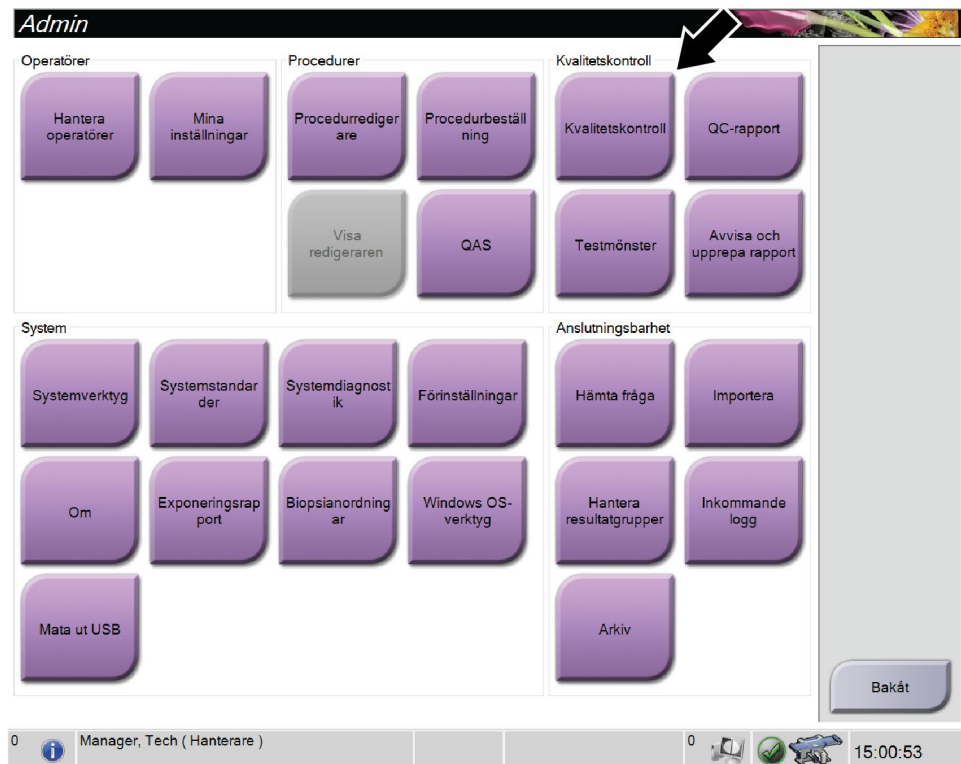 Admin
Operatörer
Hantera
operatörer
Mina
inställningar
Procedurer
Procedurrediger
are
Procedurbeställ
ning
Visa
redigeraren
QAS
Kvalitetskontroll
Kvalitetskontroll
QC-rapport
Testmönster
Avvisa och
upprepa rapport
System
Systemverktyg
Systemstandar
der
Systemdiagnost
ik
Förinställningar
Om
Exponeringsrap
port
Biopsianordning
ar
Windows OS-
verktyg
Mata ut USB
Anslutningsbarhet
Hämta fråga
Importera
Hantera
resultatgrupper
Inkommande
logg
Arkiv
Bakåt
0
Manager, Tech ( Hanterare )
0
15:00:53